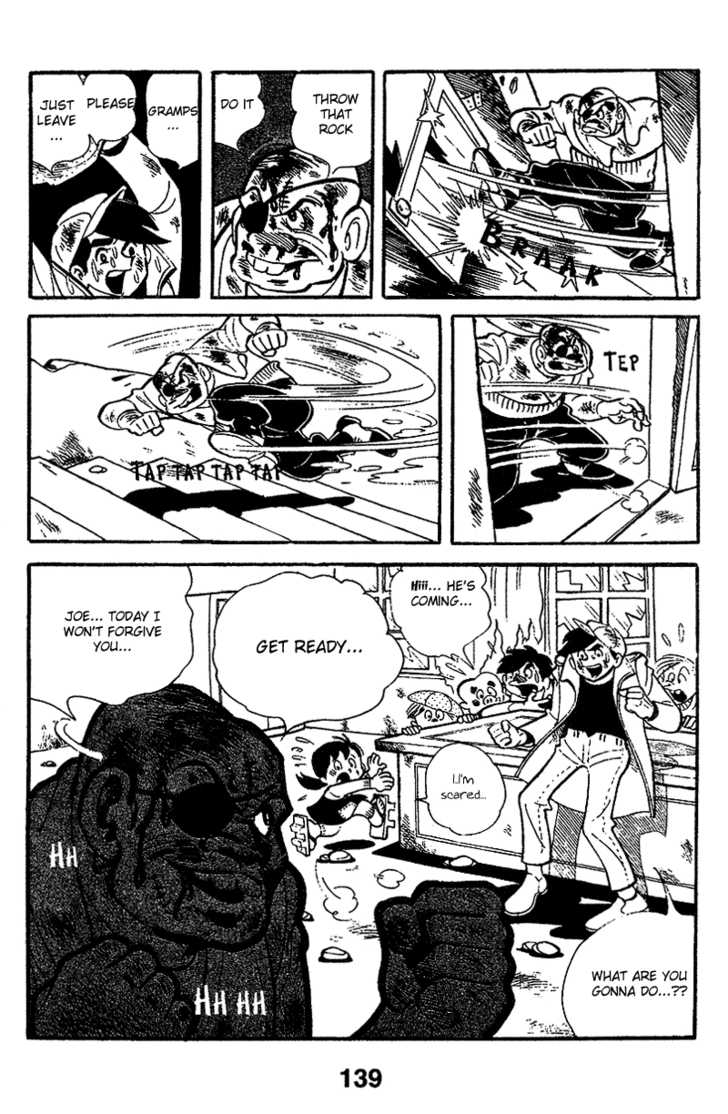 BRAAK
THROW
THAT
ROCK
DO IT
GRAMPS
...
PLEASE
JUST
LEAVE
...
TEP
TAP TAP TAP TAP
Hiii... HE'S
COMING...
I.I'm
scared..
GET READY...
JOE... TODAY I
WON'T FORGIVE
YOU...
HH
HH HH
WHAT ARE YOU
GONNA DO...??
139